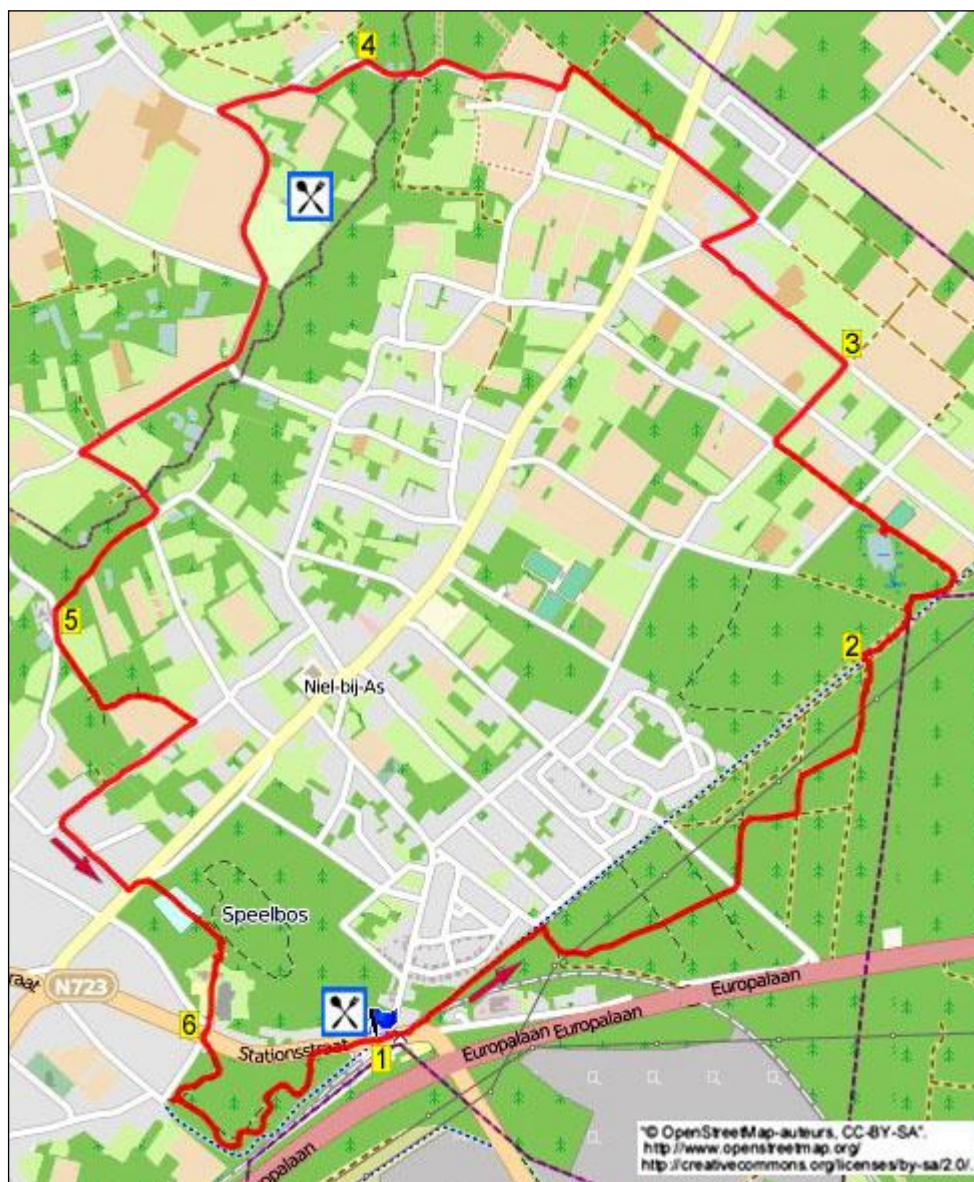 4
3
5
2
Niel-bij-As
Speelbos
Europalaan
Europalaan
Europalaan
raat
N723
6
Stationsstraat
1
Europalaan
"© OpenStreetMap-auteurs, CC-BY-SA".
http://www.openstreetmap.org/
http://creativecommons.org/licenses/by-sa/2.0/.